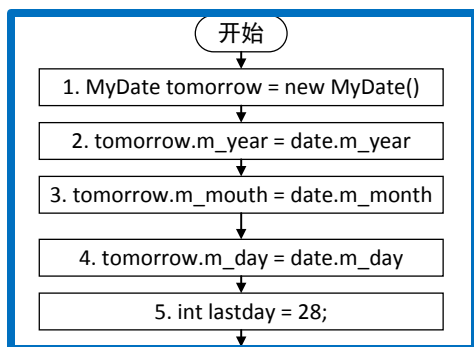 开始
1. MyDate tomorrow = new MyDate()
2. tomorrow.m_year = date.m_year
3. tomorrow.m_mouth = date.m_month
4. tomorrow.m_day = date.m_day
5. int lastday = 28;